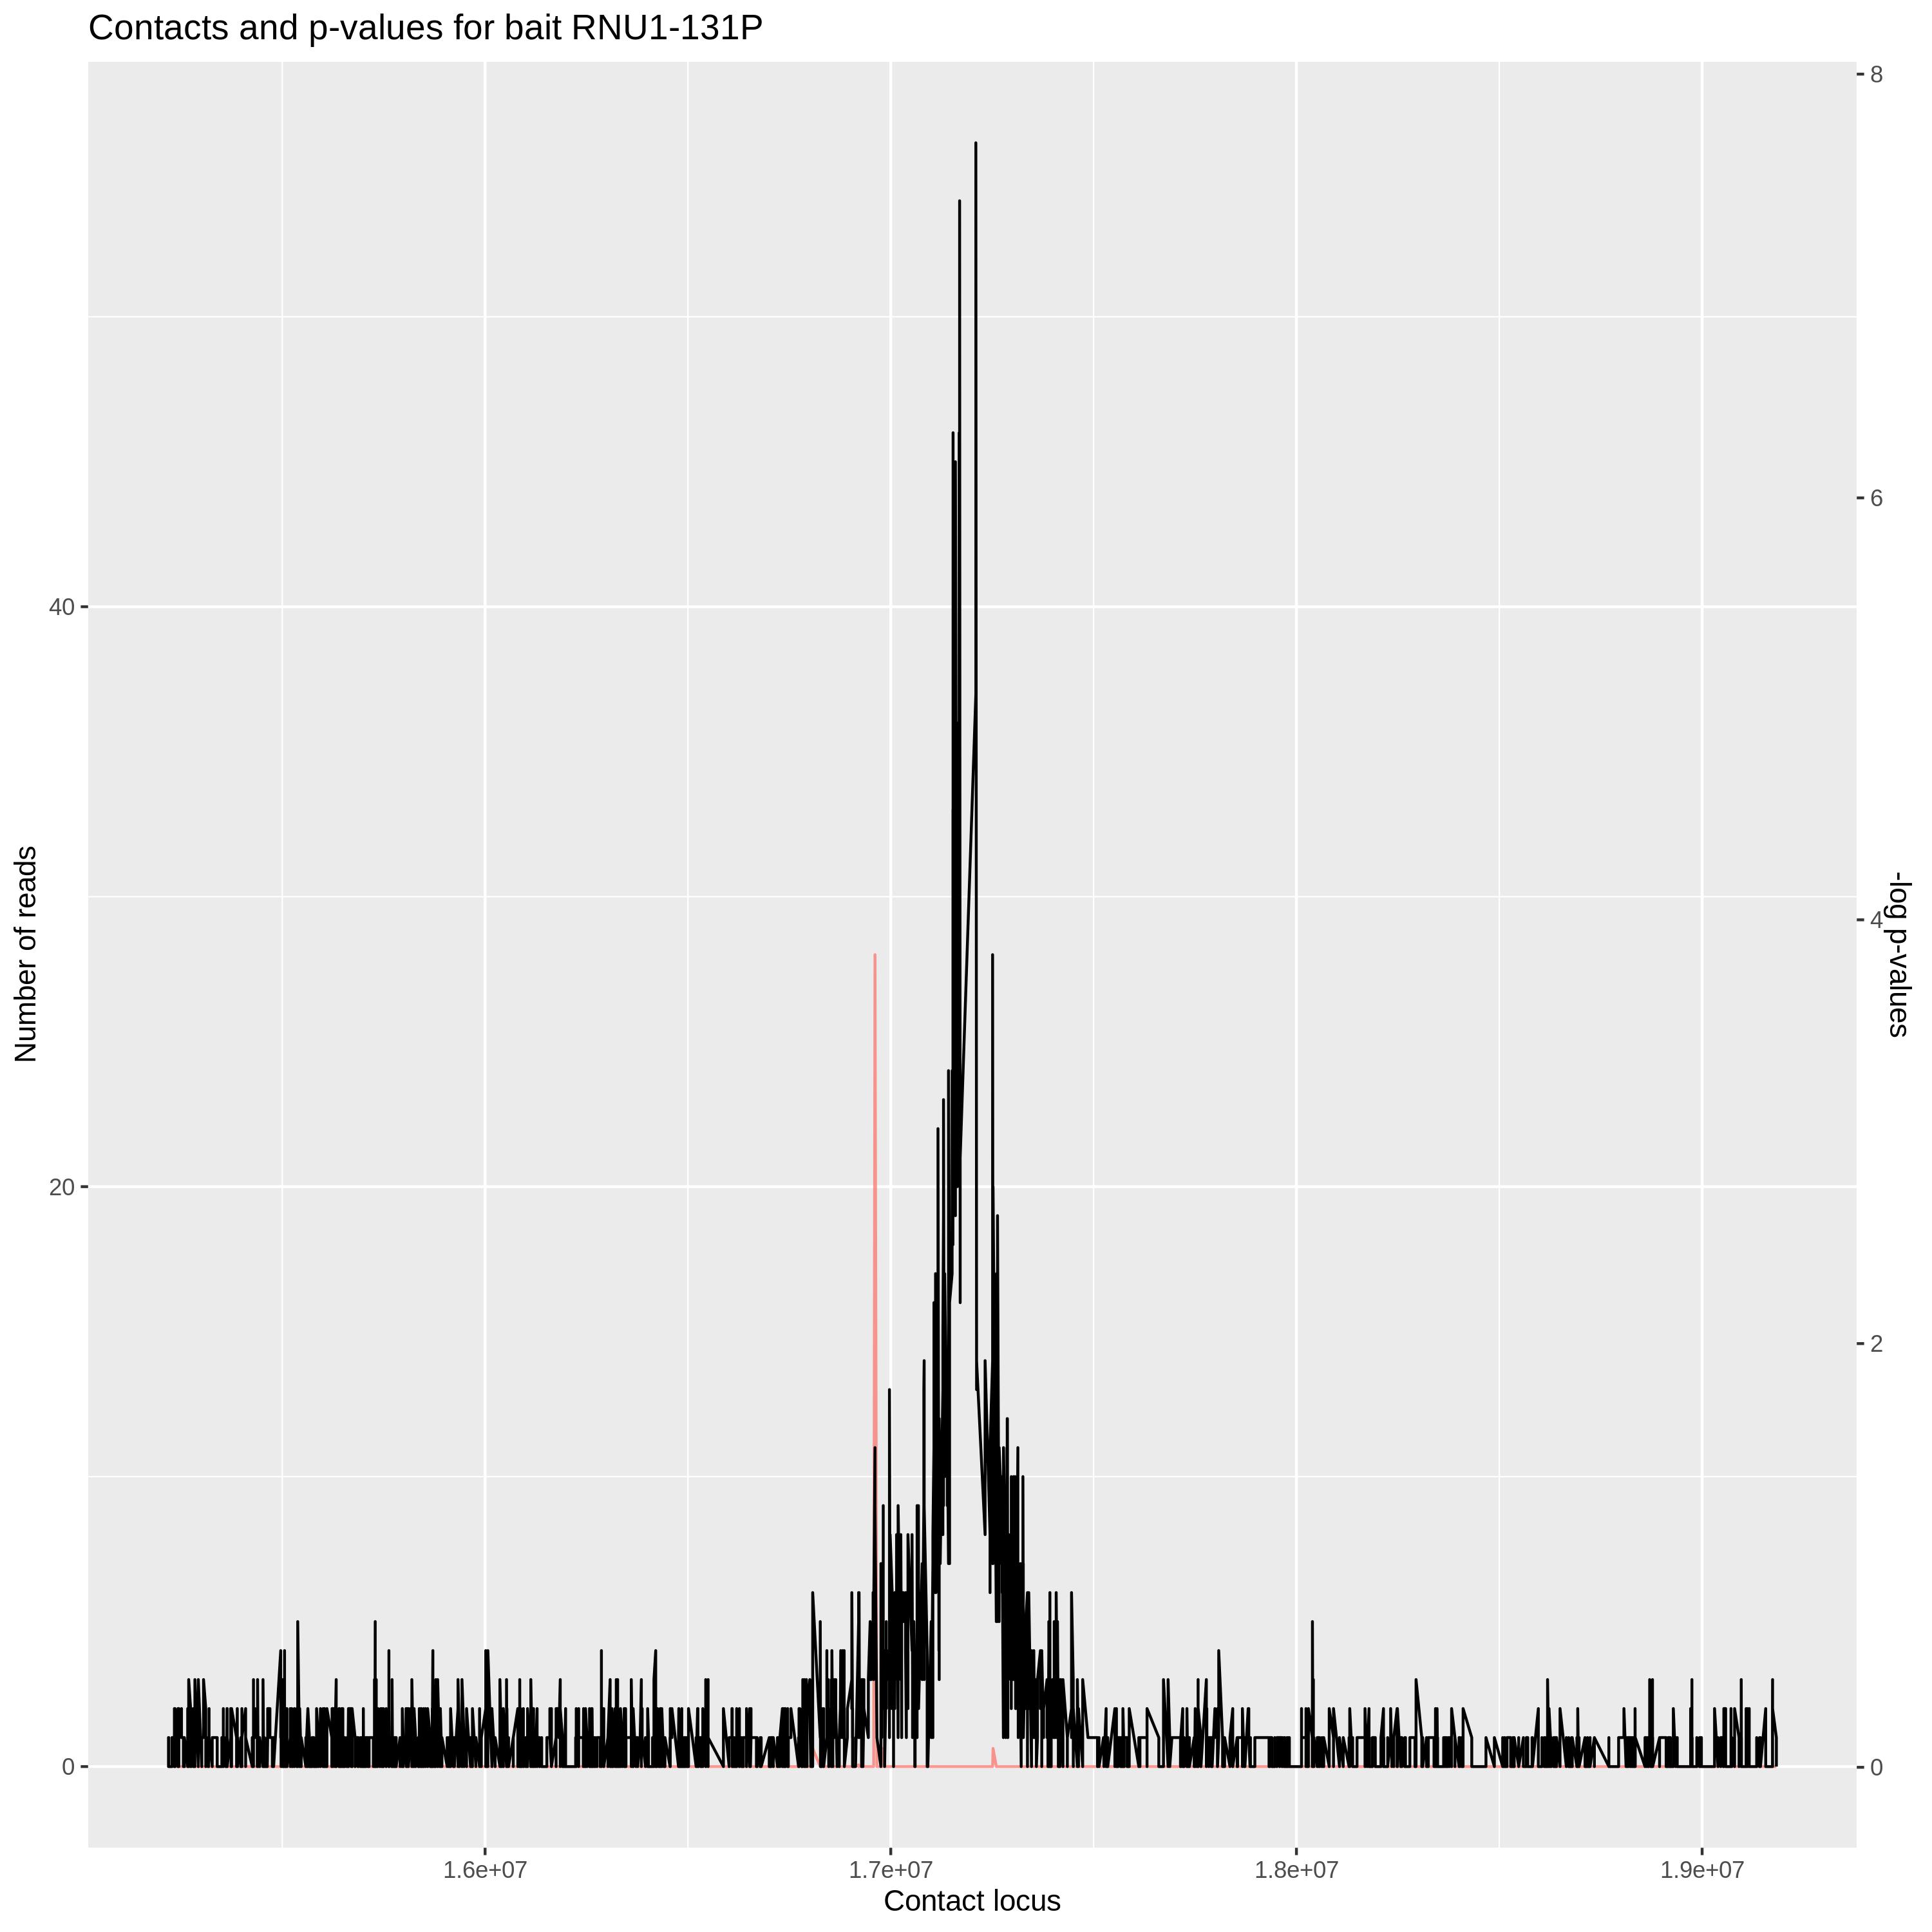 Contacts and p-values for bait RNU1-131P
8
6
40
Number of reads
4
-log p-values
20
2
0
0
1.6e+07
1.7e+07
1.8e+07
1.9e+07
Contact locus